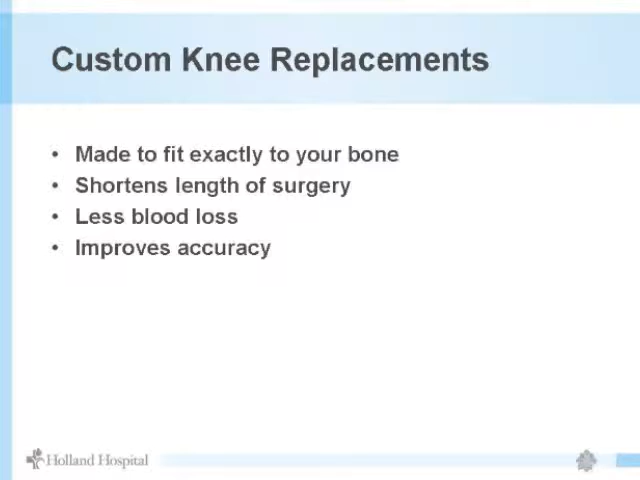 Custom Knee Replacements
• Made to fit exactly to your bone
• Shortens length of surgery
• Less blood loss
• Improves accuracy
Holland Hospital